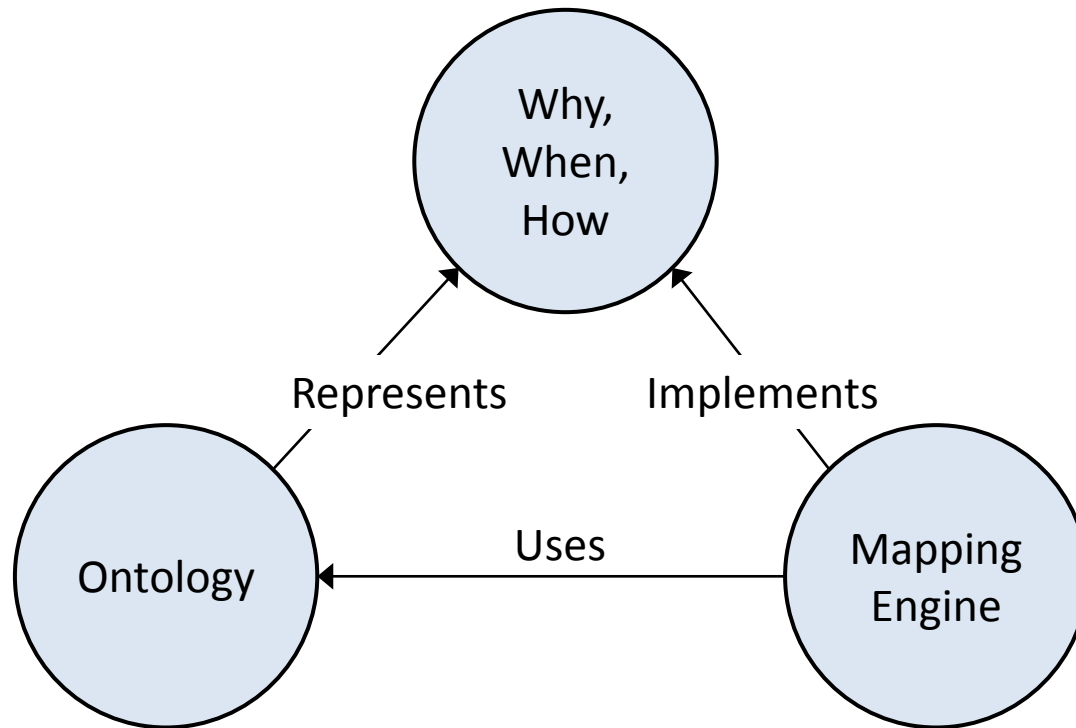 Why,
When,
How
Represents
Implements
Uses
Ontology
Mapping
Engine